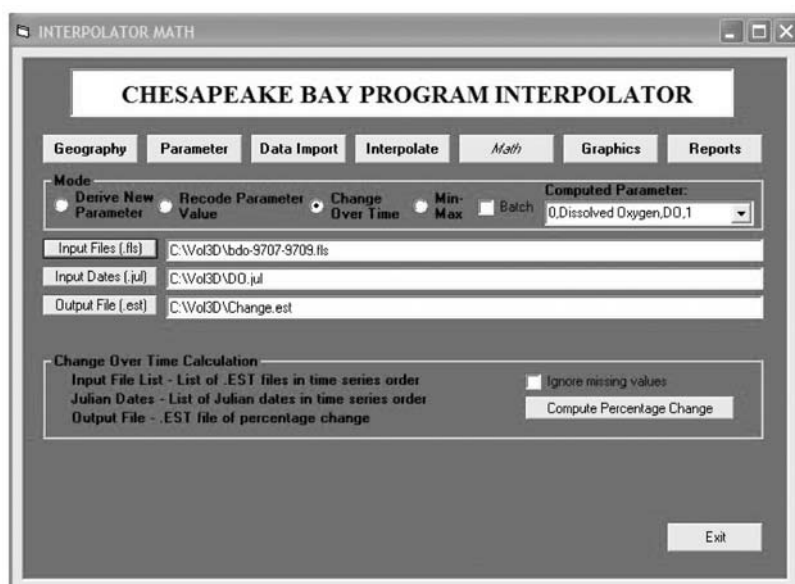 INTERPOLATOR MATH
CHESAPEAKE BAY PROGRAM INTERPOLATOR
Geography Parameter Data Import Interpolate Math Graphics Reports
Mode
Derive New Parameter
Recode Parameter Value
Change Over Time
Min-Max
Batch
Computed Parameter:
0,Dissolved Oxygen,DO,1
Input Files (.fls) C:\Vol3D\bdo-9707-9709.fls
Input Dates (.jul) C:\Vol3D\DO.jul
Output File (.est) C:\Vol3D\Change.est
Change Over Time Calculation
Input File List - List of .EST files in time series order
Julian Dates - List of Julian dates in time series order
Output File - .EST file of percentage change
Ignore missing values
Compute Percentage Change
Exit